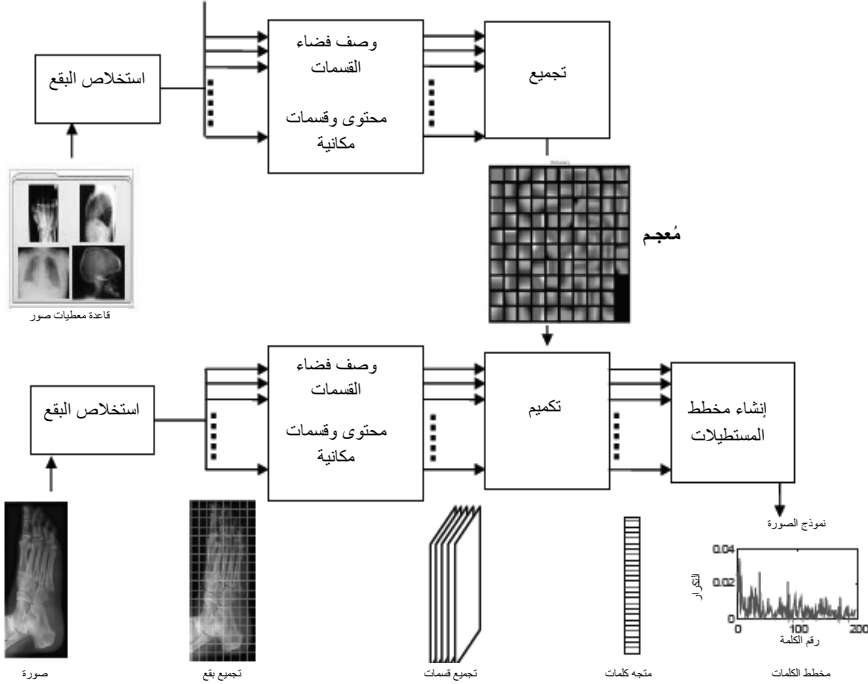 استخلاص البقع
وصف فضاء
القسمات
محتوى وقسمات
مكانية
تجميع
قاعدة معطيات صور
مُعجم
استخلاص البقع
وصف فضاء
القسمات
محتوى وقسمات
مكانية
تكميم
إنشاء مخطط
المستطيلات
نموذج الصورة
0.04
0.02
0
التكرار
0
100
200
رقم الكلمة
صورة
تجميع بقع
تجميع قسمات
متجه كلمات
مخطط الكلمات